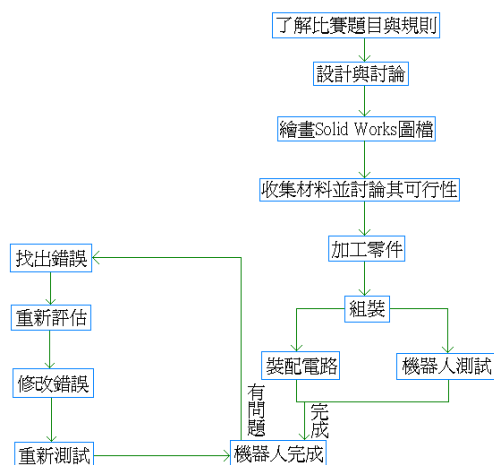 了解比賽題目與規則
設計與討論
繪畫Solid Works圖檔
收集材料並討論其可行性
加工零件
組裝
裝配電路
機器人測試
完成
機器人完成
有問題
找出錯誤
重新評估
修改錯誤
重新測試